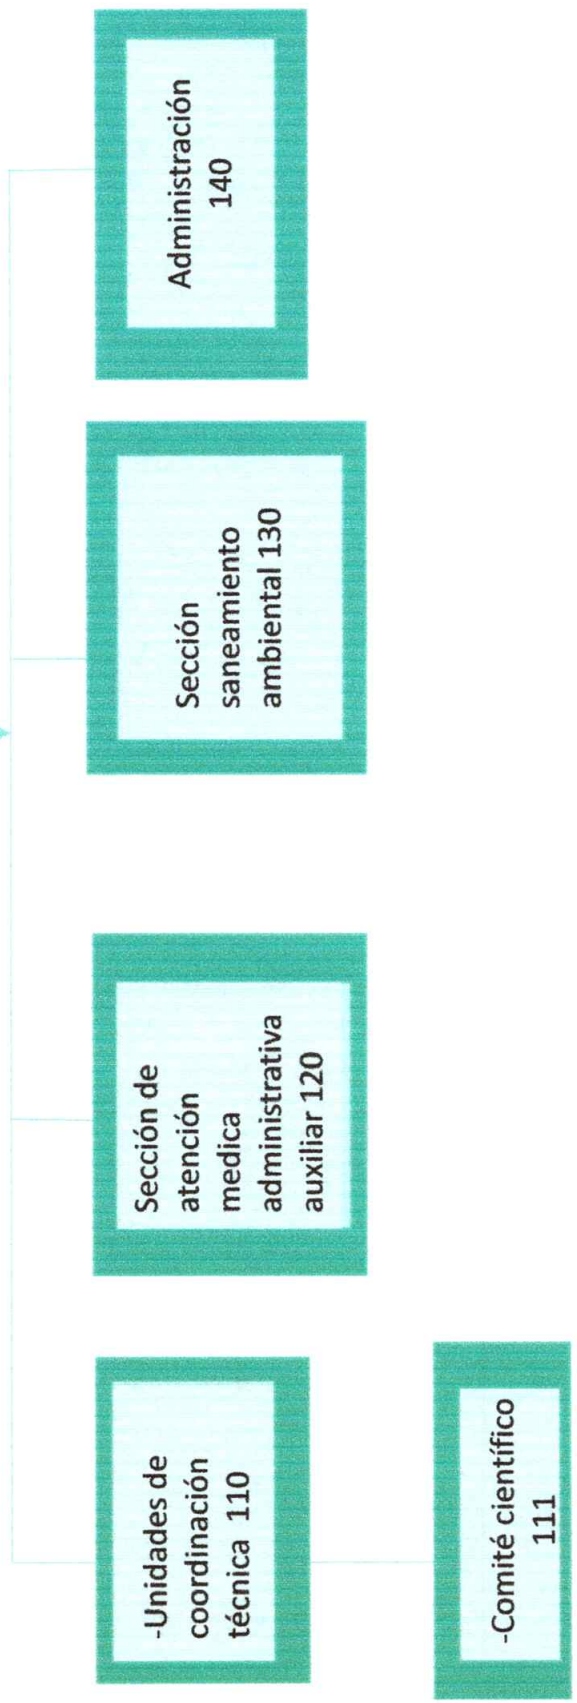 -Unidades de
coordinación
técnica 110
Sección de
atención
medica
administrativa
auxiliar 120
Sección
saneamiento
ambiental 130
Administración
140
-Comité científico
111